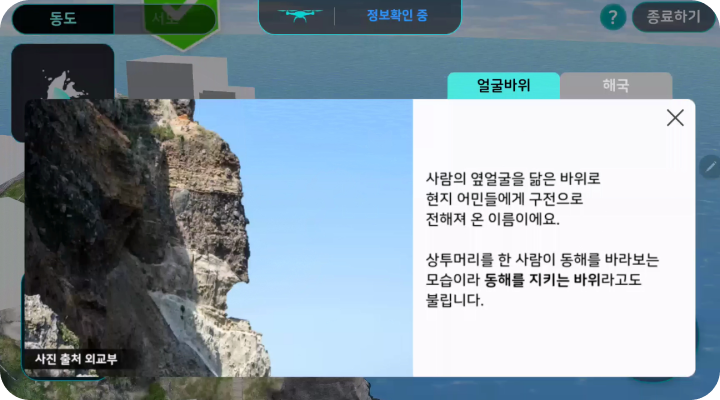 동도
서도
정보확인 중
?
종료하기
얼굴바위
해국
사람의 옆얼굴을 닮은 바위로
현지 어민들에게 구전으로
전해져 온 이름이에요.
상투머리를 한 사람이 동해를 바라보는
모습이라 동해를 지키는 바위라고도
불립니다.
사진 출처 외교부